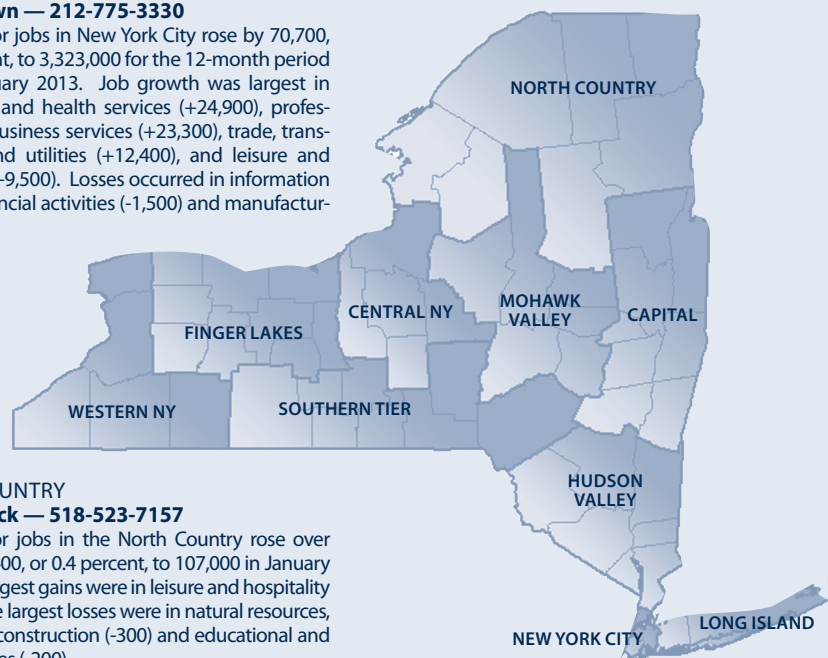 wn — 212-775-3330
or jobs in New York City rose by 70,700,
nt, to 3,323,000 for the 12-month period
uary 2013. Job growth was largest in
and health services (+24,900), profes-
usiness services (+23,300), trade, trans-
nd utilities (+12,400), and leisure and
-9,500). Losses occurred in information
ncial activities (-1,500) and manufactur-
UNTRY
ck — 518-523-7157
or jobs in the North Country rose over
00, or 0.4 percent, to 107,000 in January
gest gains were in leisure and hospitality
e largest losses were in natural resources,
construction (-300) and educational and
es (-200)
NORTH COUNTRY
CENTRAL NY
MOHAWK
VALLEY
CAPITAL
FINGER LAKES
WESTERN NY
SOUTHERN TIER
HUDSON
VALLEY
NEW YORK CITY
LONG ISLAND